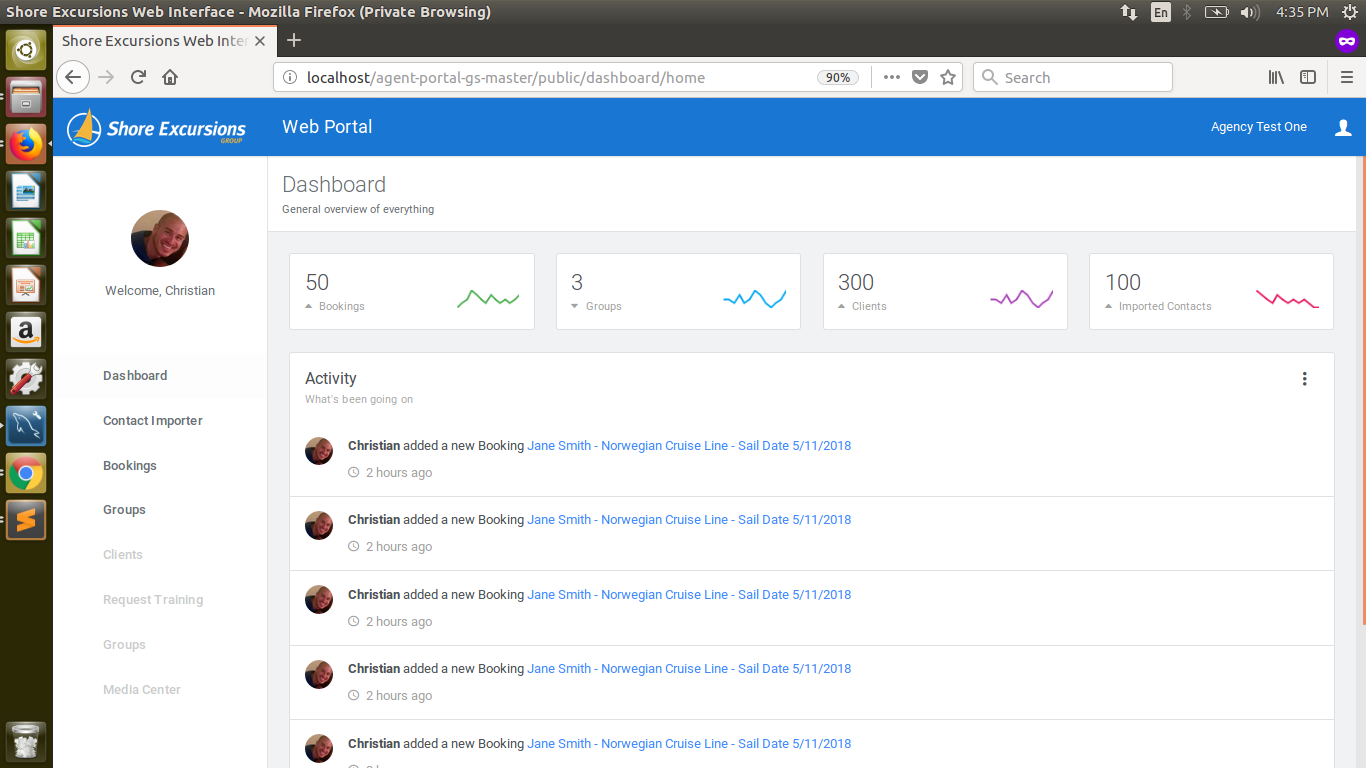 Shore Excursions Web Interface - Mozilla Firefox (Private Browsing)
En
4:35 PM
Shore Excursions Web Inter
localhost/agent-portal-gs-master/public/dashboard/home
90%
Search
Shore Excursions
GROUP
Web Portal
Agency Test One
Welcome, Christian
Dashboard
Contact Importer
Bookings
Groups
Clients
Request Training
Groups
Media Center
Dashboard
General overview of everything
50
Bookings
3
Groups
300
Clients
100
Imported Contacts
Activity
What's been going on
Christian added a new Booking Jane Smith - Norwegian Cruise Line - Sail Date 5/11/2018
2 hours ago
Christian added a new Booking Jane Smith - Norwegian Cruise Line - Sail Date 5/11/2018
2 hours ago
Christian added a new Booking Jane Smith - Norwegian Cruise Line - Sail Date 5/11/2018
2 hours ago
Christian added a new Booking Jane Smith - Norwegian Cruise Line - Sail Date 5/11/2018
2 hours ago
Christian added a new Booking Jane Smith - Norwegian Cruise Line - Sail Date 5/11/2018